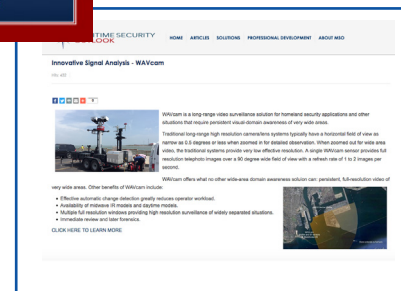 TIME SECURITY
LOOK
HOME ARTICLES SOLUTIONS PROFESSIONAL DEVELOPMENT ABOUT MSO
Innovative Signal Analysis - WAVcam
WAVcam is a long-range video surveillance solution for homeland security applications and other
situations that require persistent visual-domain awareness of very wide areas.
Traditional long-range high resolution camera/lens systems typically have a horizontal field of view as
narrow as 0.5 degrees or less when zoomed in for detailed observation. When zoomed out for wide area
video, the traditional systems provide very low effective resolution. A single WAVcam sensor provides full
resolution telephoto images over a 90 degree wide field of view with a refresh rate of 1 to 2 images per
second.
WAVcam offers what no other wide-area domain awareness solution can: persistent, full-resolution video of
very wide areas. Other benefits of WAVcam include:
• Effective automatic change detection greatly reduces operator workload.
• Availability of midwave IR models and daytime models.
• Multiple full resolution windows providing high resolution surveillance of widely separated situations.
• Immediate review and later forensics.
CLICK HERE TO LEARN MORE